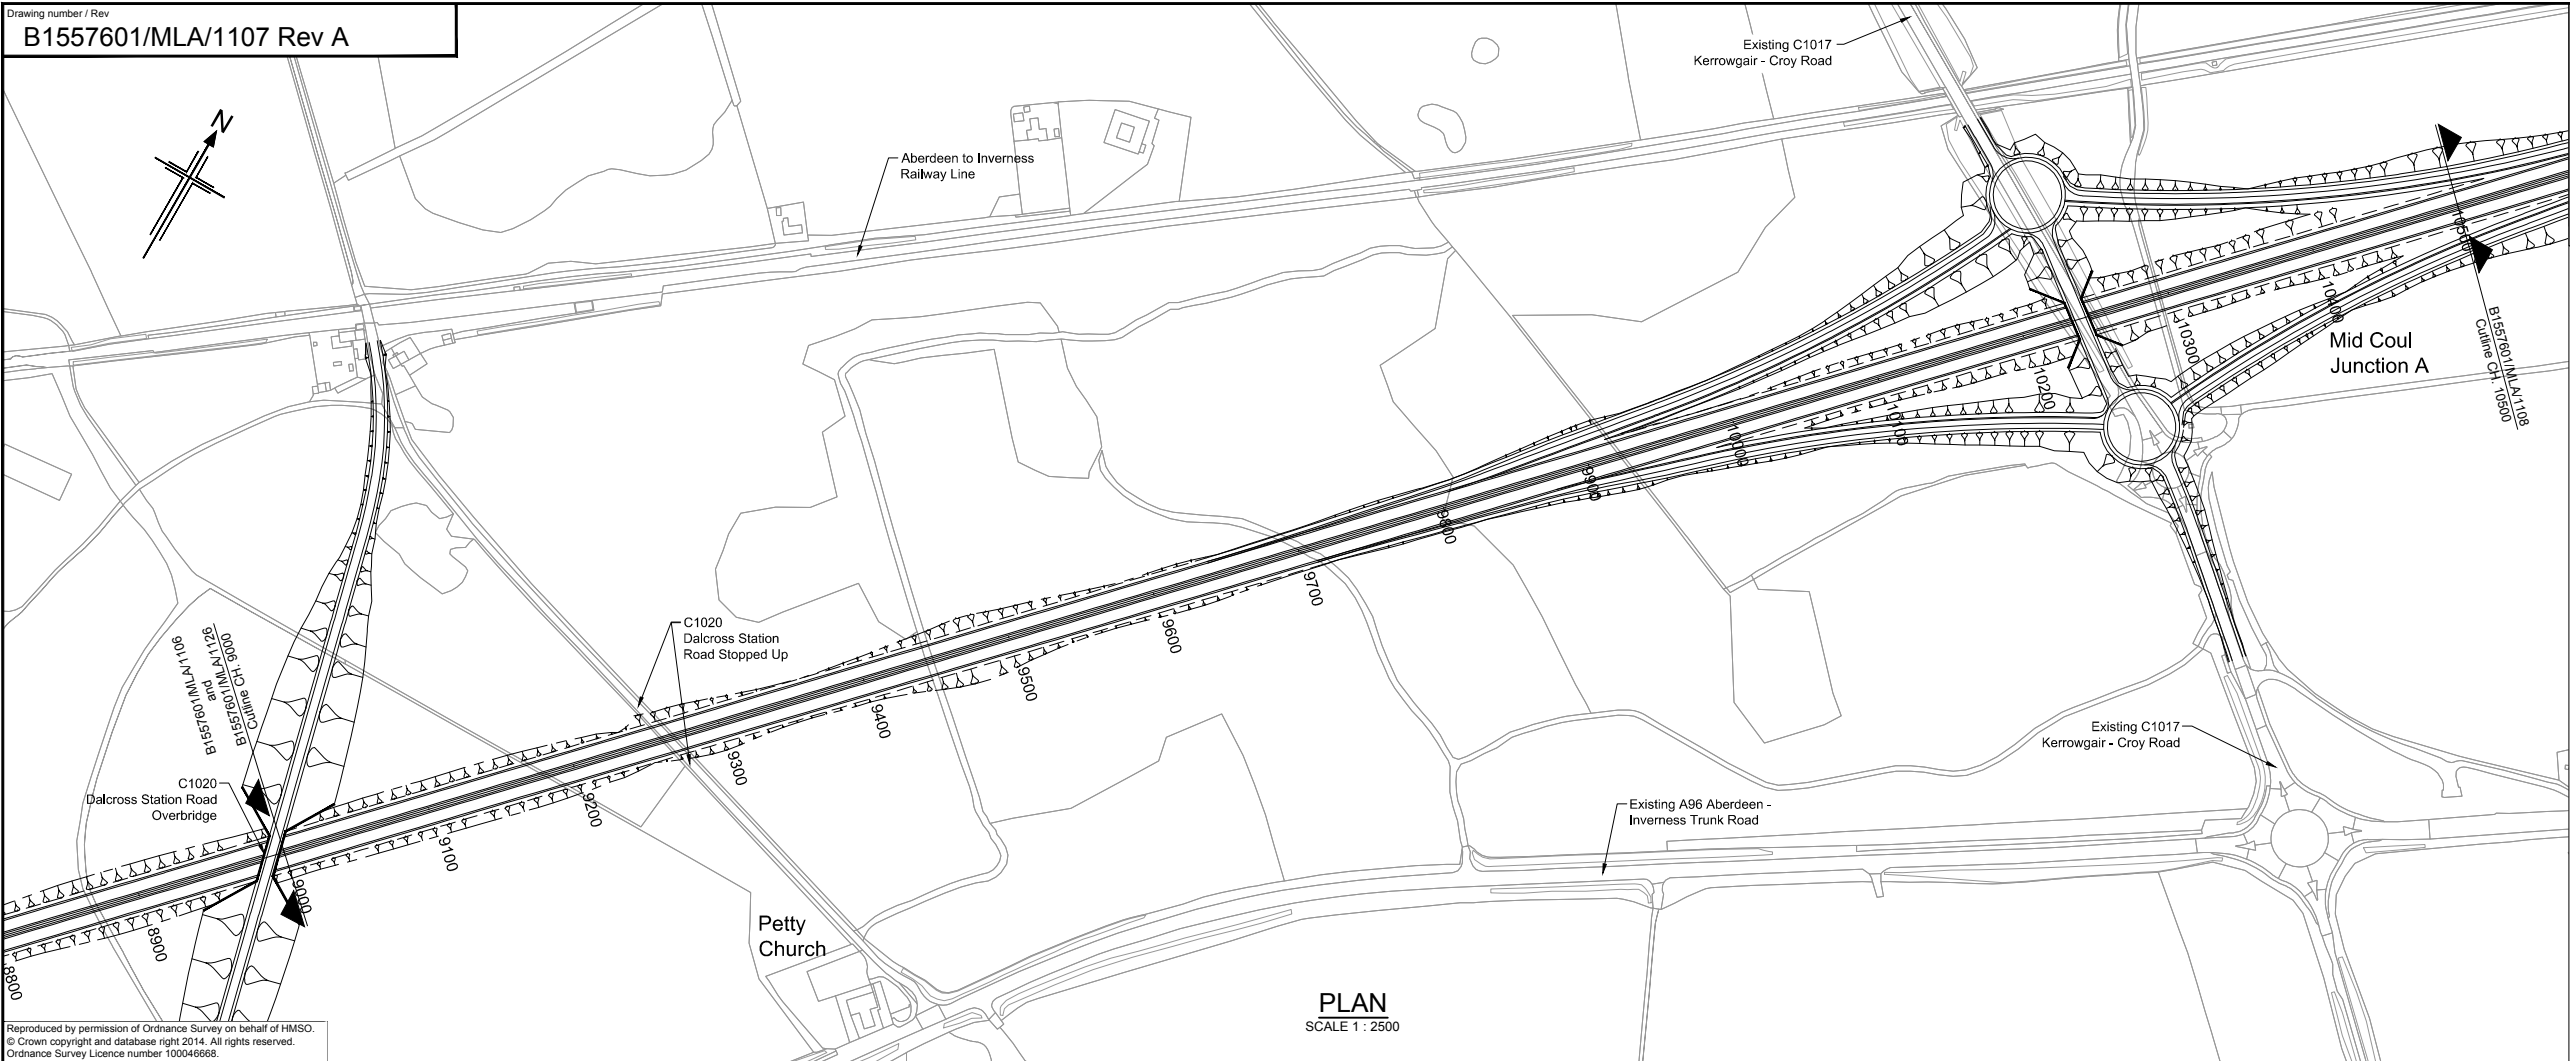 Drawing number / Rev
B1557601/MLA/1107 Rev A
N
Existing C1017
Kerrowgair - Croy Road
Aberdeen to Inverness
Railway Line
Mid Coul
Junction A
B1557601/MLA/1108
Cutline CH. 10500
10500
10400
10300
10200
10100
10000
9900
9800
9700
9600
9500
9400
9300
9200
9100
9000
8900
8800
C1020
Dalcross Station
Road Stopped Up
B1557601/MLA/1106
and
B1557601/MLA/1126
Cutline CH. 9000
C1020
Dalcross Station Road
Overbridge
Existing C1017
Kerrowgair - Croy Road
Existing A96 Aberdeen -
Inverness Trunk Road
Petty
Church
PLAN
SCALE 1 : 2500
Reproduced by permission of Ordnance Survey on behalf of HMSO.
© Crown copyright and database right 2014. All rights reserved.
Ordnance Survey Licence number 100046668.